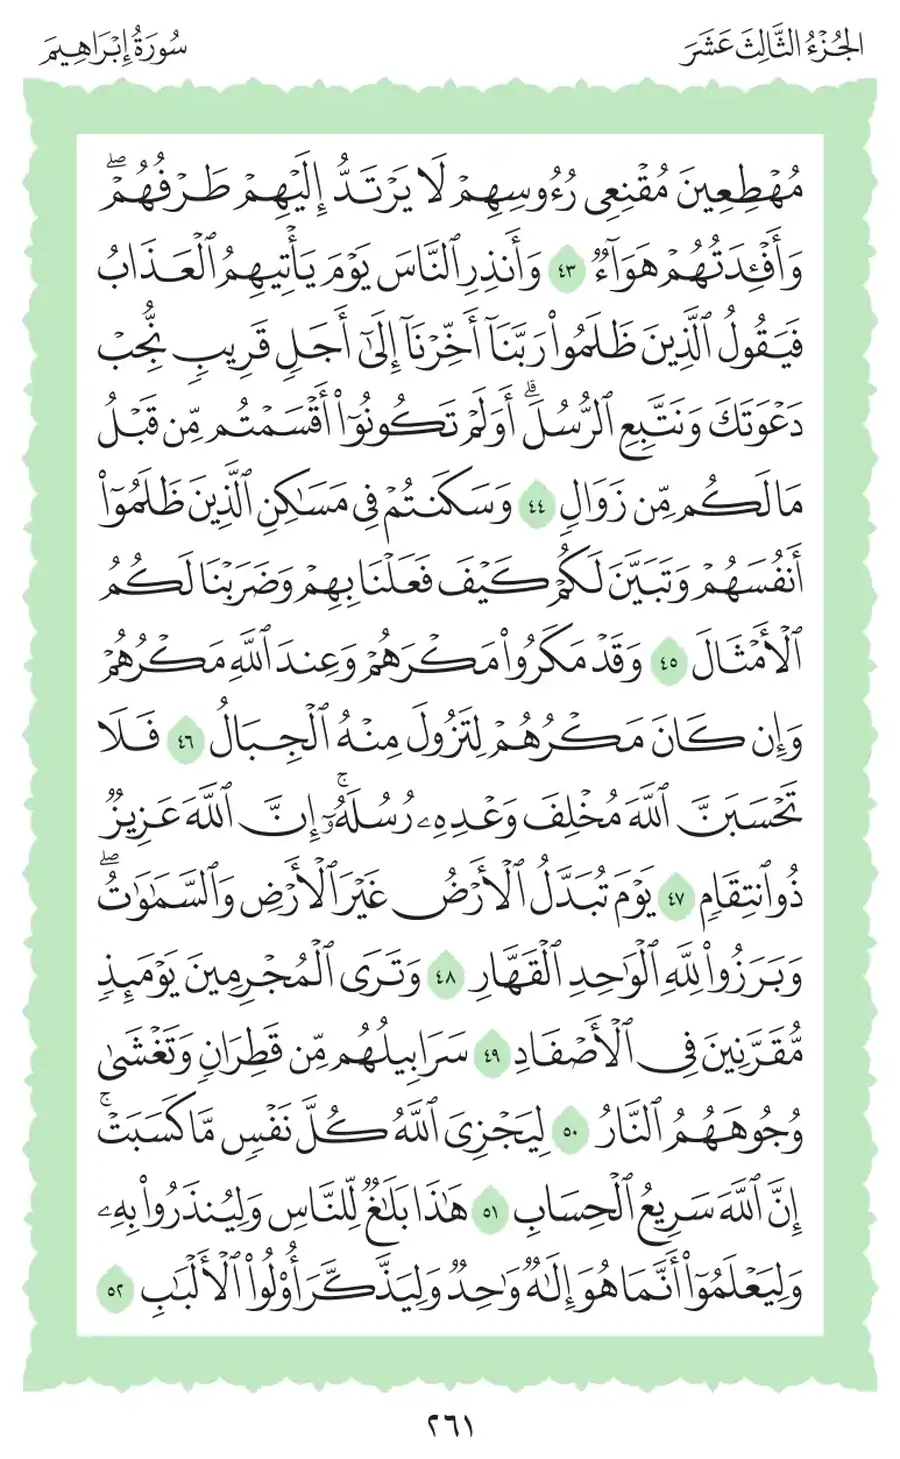 الجُزْءُ الثَّالِثَ عَشَرَ
سُورَةُ إِبْرَاهِيمَ
مُهْطِعِينَ مُقْنِعِى رُءُوسِهِمْ لَا يَرْتَدُّ إِلَيْهِمْ طَرْفُهُمْۖ
وَأَفْـِٔدَتُهُمْ هَوَآءٌ ٤٣ وَأَنذِرِ ٱلنَّاسَ يَوْمَ يَأْتِيهِمُ ٱلْعَذَابُ
فَيَقُولُ ٱلَّذِينَ ظَلَمُوا۟ رَبَّنَآ أَخِّرْنَآ إِلَىٰٓ أَجَلٍ قَرِيبٍ نُّجِبْ
دَعْوَتَكَ وَنَتَّبِعِ ٱلرُّسُلَۗ أَوَلَمْ تَكُونُوٓا۟ أَقْسَمْتُم مِّن قَبْلُ
مَا لَكُم مِّن زَوَالٍ ٤٤ وَسَكَنتُمْ فِى مَسَـٰكِنِ ٱلَّذِينَ ظَلَمُوٓا۟
أَنفُسَهُمْ وَتَبَيَّنَ لَكُمْ كَيْفَ فَعَلْنَا بِهِمْ وَضَرَبْنَا لَكُمُ
ٱلْأَمْثَالَ ٤٥ وَقَدْ مَكَرُوا۟ مَكْرَهُمْ وَعِندَ ٱللَّهِ مَكْرُهُمْ
وَإِن كَانَ مَكْرُهُمْ لِتَزُولَ مِنْهُ ٱلْجِبَالُ ٤٦ فَلَا
تَحْسَبَنَّ ٱللَّهَ مُخْلِفَ وَعْدِهِۦ رُسُلَهُۥٓۚ إِنَّ ٱللَّهَ عَزِيزٌ
ذُو ٱنتِقَامٍ ٤٧ يَوْمَ تُبَدَّلُ ٱلْأَرْضُ غَيْرَ ٱلْأَرْضِ وَٱلسَّمَـٰوَٰتُۖ
وَبَرَزُوا۟ لِلَّهِ ٱلْوَٰحِدِ ٱلْقَهَّارِ ٤٨ وَتَرَى ٱلْمُجْرِمِينَ يَوْمَئِذٍ
مُّقَرَّنِينَ فِى ٱلْأَصْفَادِ ٤٩ سَرَابِيلُهُم مِّن قَطِرَانٍ وَتَغْشَىٰ
وُجُوهَهُمُ ٱلنَّارُ ٥٠ لِيَجْزِىَ ٱللَّهُ كُلَّ نَفْسٍ مَّا كَسَبَتْۚ
إِنَّ ٱللَّهَ سَرِيعُ ٱلْحِسَابِ ٥١ هَـٰذَا بَلَـٰغٌ لِّلنَّاسِ وَلِيُنذَرُوا۟ بِهِۦ
وَلِيَعْلَمُوٓا۟ أَنَّمَا هُوَ إِلَـٰهٌ وَٰحِدٌ وَلِيَذَّكَّرَ أُو۟لُوا۟ ٱلْأَلْبَـٰبِ ٥٢
٢٦١